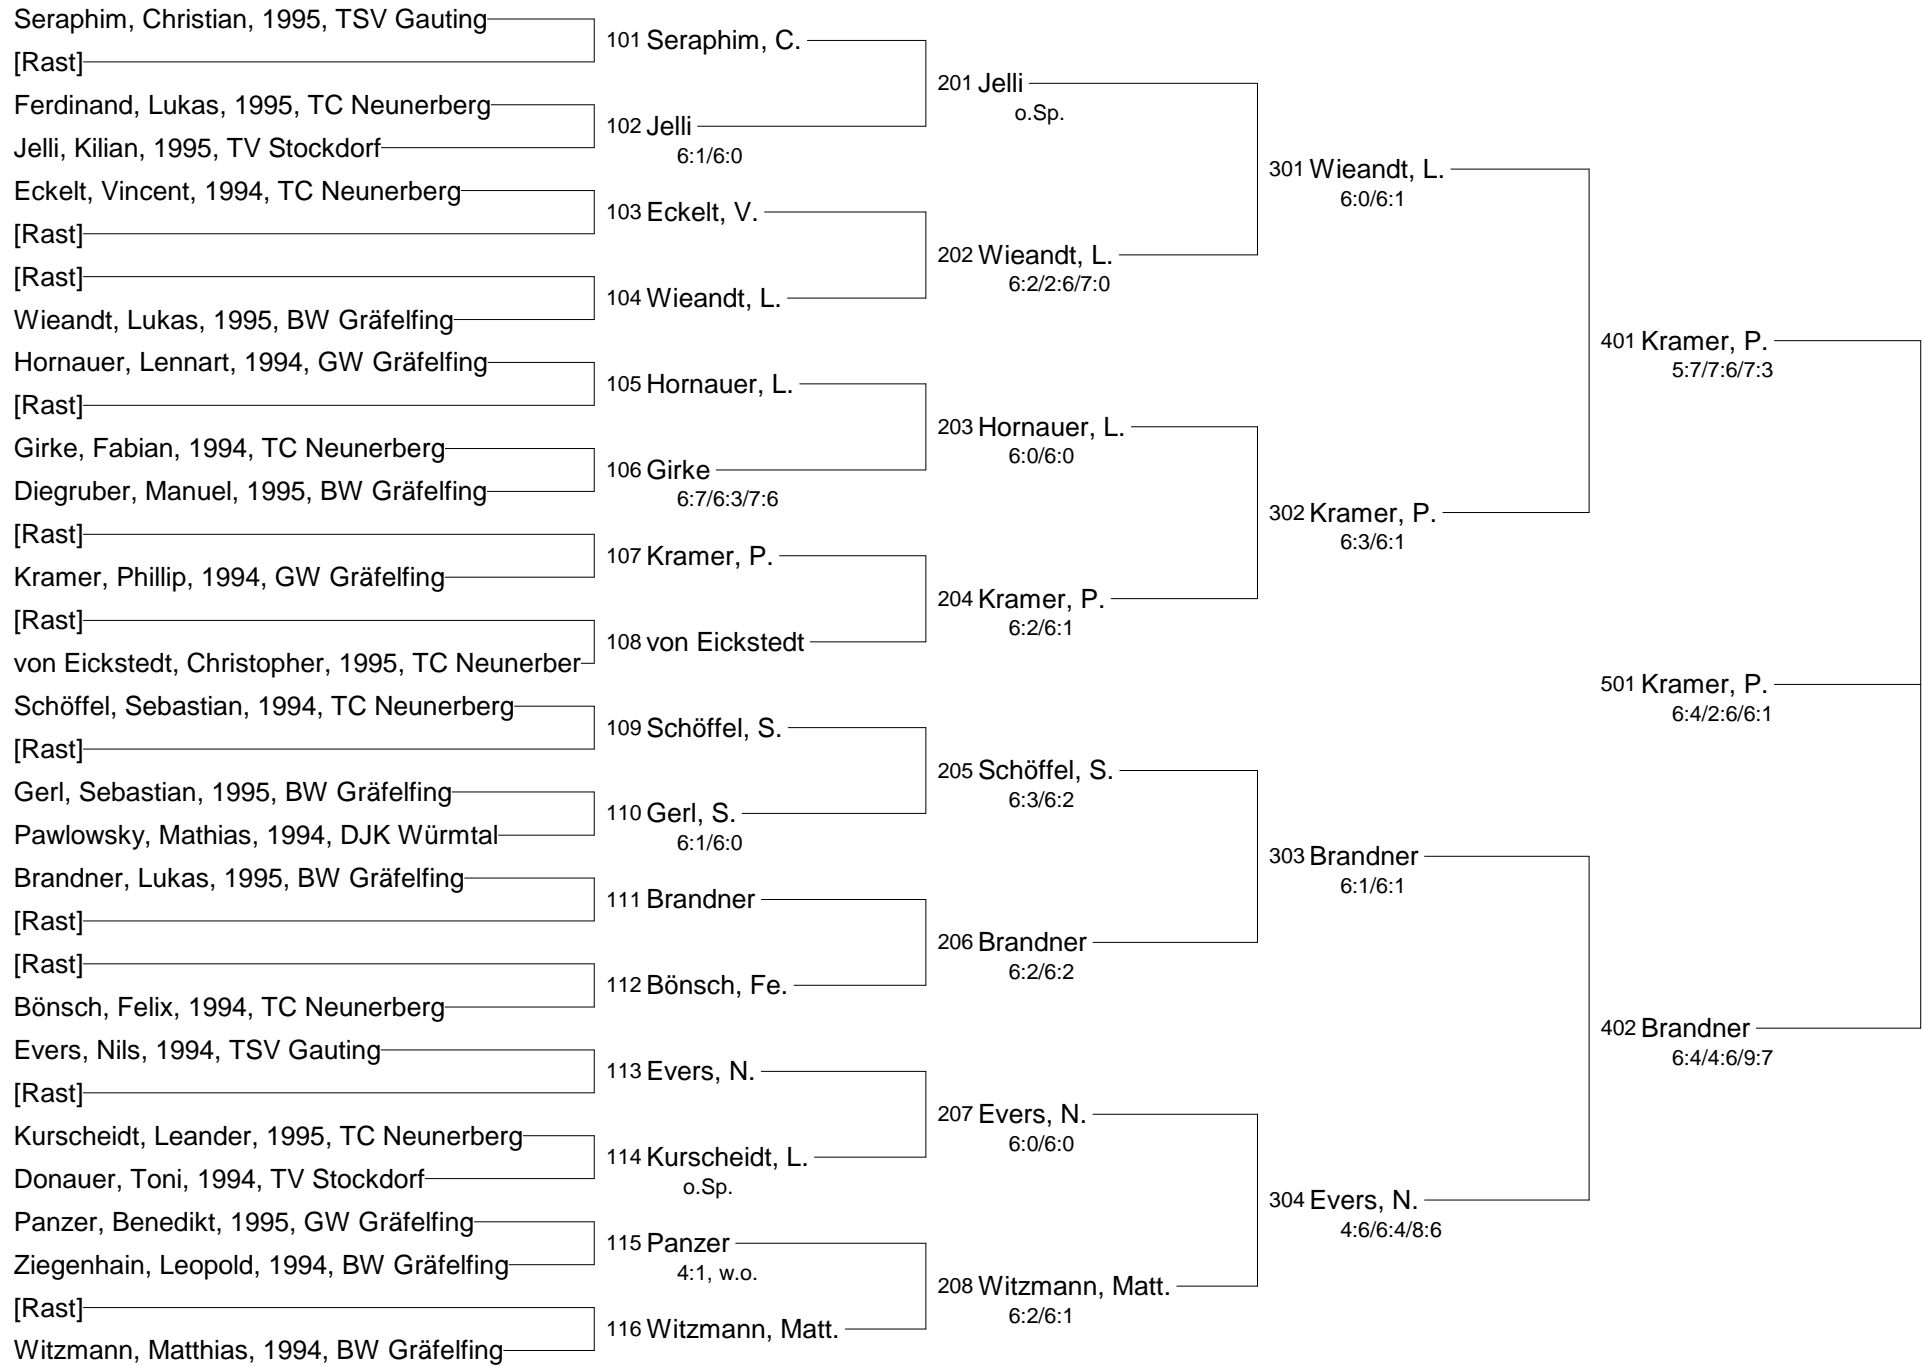 Seraphim, Christian, 1995, TSV Gauting
[Rast]
Ferdinand, Lukas, 1995, TC Neunerberg
Jelli, Kilian, 1995, TV Stockdorf
Eckelt, Vincent, 1994, TC Neunerberg
[Rast]
[Rast]
Wieandt, Lukas, 1995, BW Gräfelfing
Hornauer, Lennart, 1994, GW Gräfelfing
[Rast]
Girke, Fabian, 1994, TC Neunerberg
Diegruber, Manuel, 1995, BW Gräfelfing
[Rast]
Kramer, Phillip, 1994, GW Gräfelfing
[Rast]
von Eickstedt, Christopher, 1995, TC Neunerber
Schöffel, Sebastian, 1994, TC Neunerberg
[Rast]
Gerl, Sebastian, 1995, BW Gräfelfing
Pawlowsky, Mathias, 1994, DJK Würmtal
Brandner, Lukas, 1995, BW Gräfelfing
[Rast]
[Rast]
Bönsch, Felix, 1994, TC Neunerberg
Evers, Nils, 1994, TSV Gauting
[Rast]
Kurscheidt, Leander, 1995, TC Neunerberg
Donauer, Toni, 1994, TV Stockdorf
Panzer, Benedikt, 1995, GW Gräfelfing
Ziegenhain, Leopold, 1994, BW Gräfelfing
[Rast]
Witzmann, Matthias, 1994, BW Gräfelfing
101 Seraphim, C.
102 Jelli
6:1/6:0
103 Eckelt, V.
104 Wieandt, L.
105 Hornauer, L.
106 Girke
6:7/6:3/7:6
107 Kramer, P.
108 von Eickstedt
109 Schöffel, S.
110 Gerl, S.
6:1/6:0
111 Brandner
112 Bönsch, Fe.
113 Evers, N.
114 Kurscheidt, L.
o.Sp.
115 Panzer
4:1, w.o.
116 Witzmann, Matt.
201 Jelli
o.Sp.
202 Wieandt, L.
6:2/2:6/7:0
203 Hornauer, L.
6:0/6:0
204 Kramer, P.
6:2/6:1
205 Schöffel, S.
6:3/6:2
206 Brandner
6:2/6:2
207 Evers, N.
6:0/6:0
208 Witzmann, Matt.
6:2/6:1
301 Wieandt, L.
6:0/6:1
302 Kramer, P.
6:3/6:1
303 Brandner
6:1/6:1
304 Evers, N.
4:6/6:4/8:6
401 Kramer, P.
5:7/7:6/7:3
501 Kramer, P.
6:4/2:6/6:1
402 Brandner
6:4/4:6/9:7